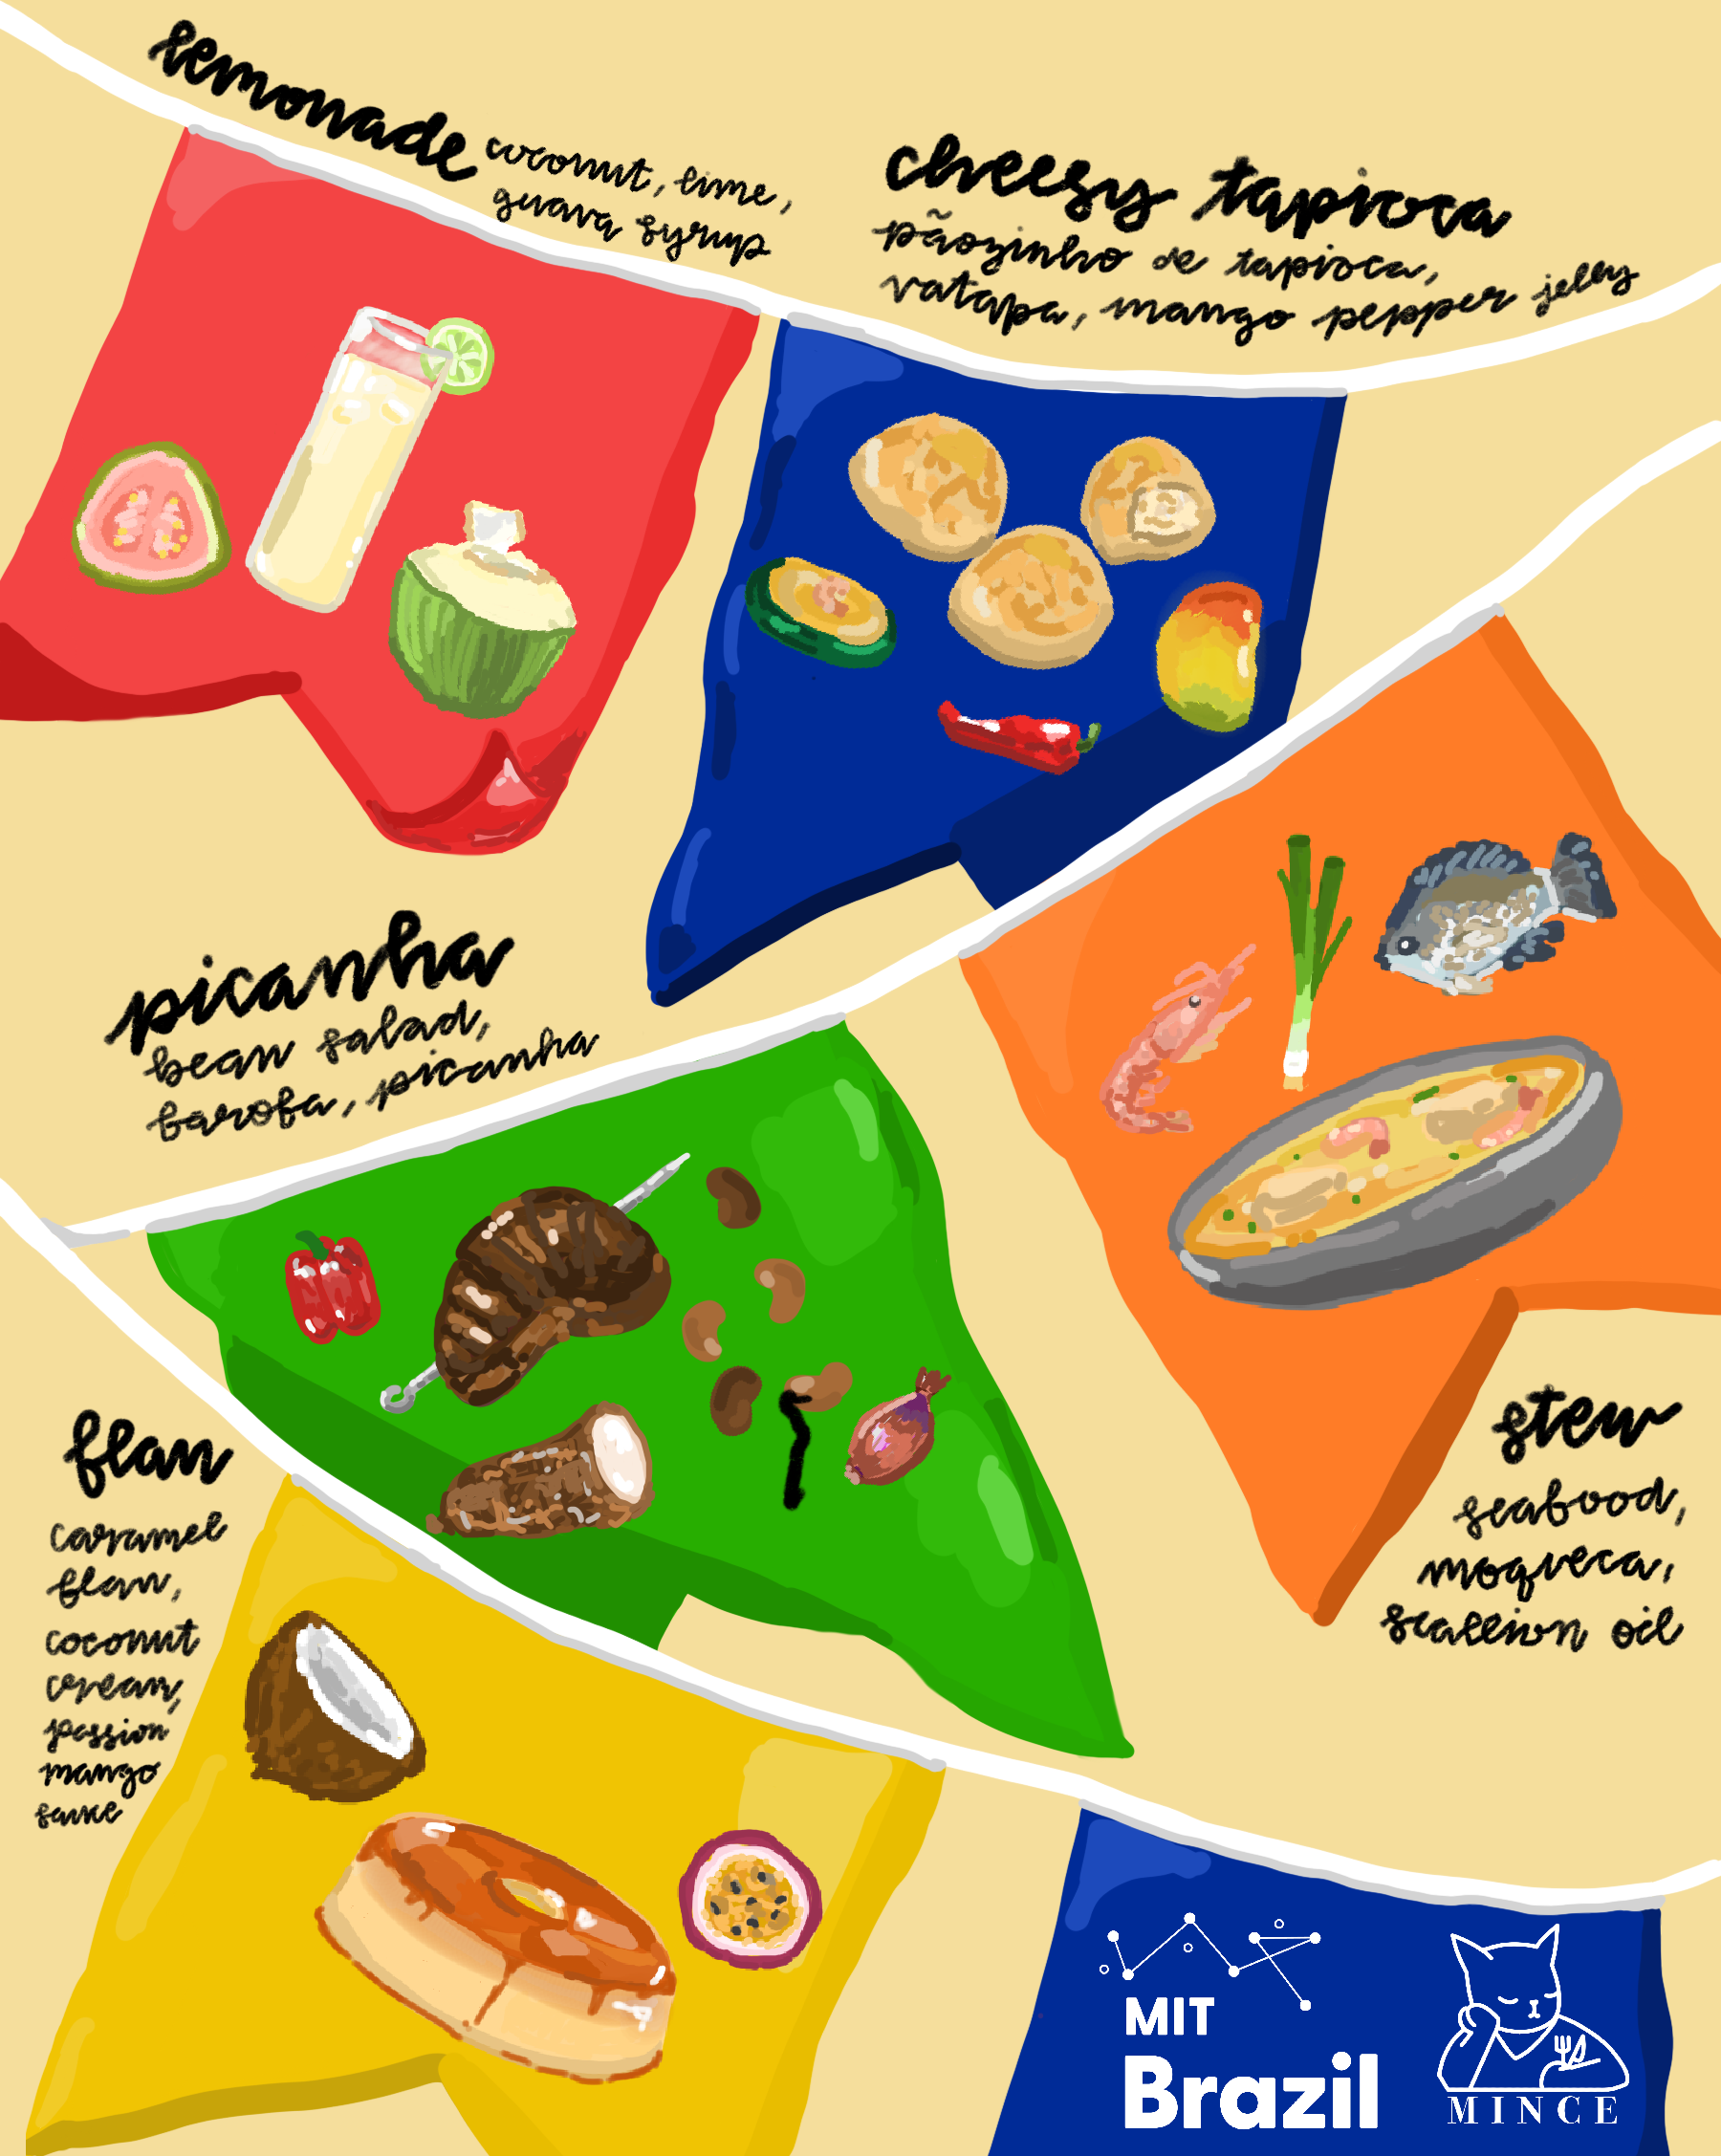 lemonade
coconut, lime,
guava syrup
cheesy tapioca
pãozinho de tapioca,
vatapa, mango pepper jelly
picanha
bean salad,
farofa, picanha
flan
caramel
flan,
coconut
cream,
passion
mango
sauce
stew
seafood,
moqueca,
scallion oil
MIT
Brazil
MINCE